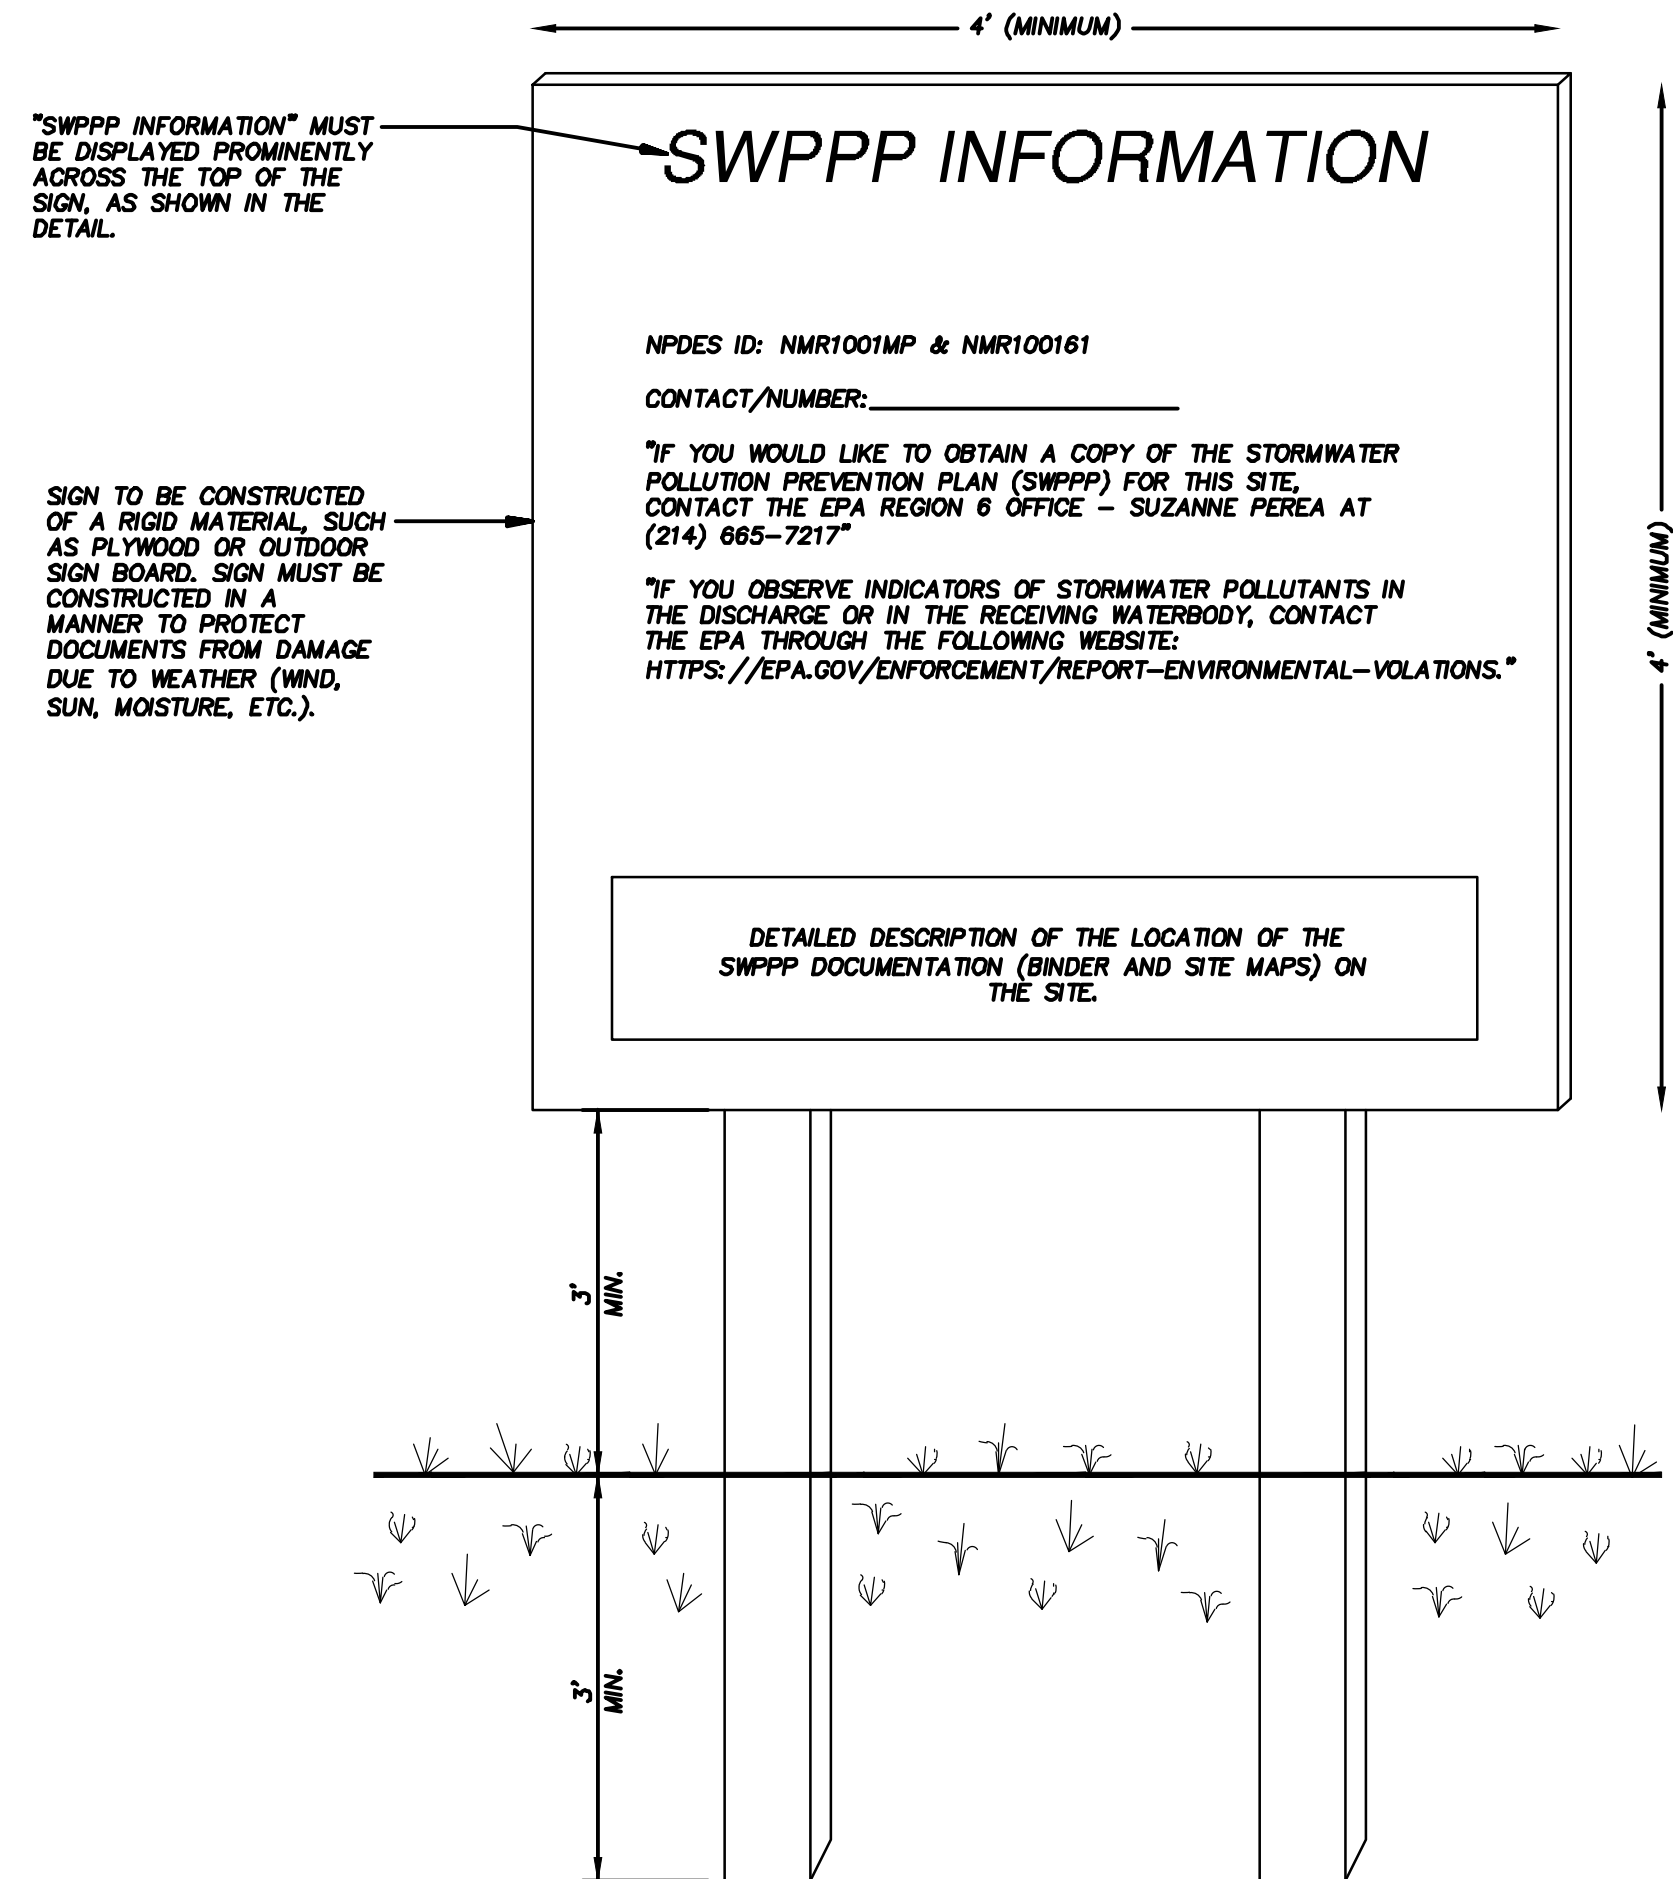 4' (MINIMUM)
"SWPPP INFORMATION" MUST
BE DISPLAYED PROMINENTLY
ACROSS THE TOP OF THE
SIGN, AS SHOWN IN THE
DETAIL.
SWPPP INFORMATION
NPDES ID: NMR1001MP & NMR100161
CONTACT/NUMBER:
"IF YOU WOULD LIKE TO OBTAIN A COPY OF THE STORMWATER
POLLUTION PREVENTION PLAN (SWPPP) FOR THIS SITE,
CONTACT THE EPA REGION 6 OFFICE – SUZANNE PEREA AT
(214) 665–7217"
"IF YOU OBSERVE INDICATORS OF STORMWATER POLLUTANTS IN
THE DISCHARGE OR IN THE RECEIVING WATERBODY, CONTACT
THE EPA THROUGH THE FOLLOWING WEBSITE:
HTTPS://EPA.GOV/ENFORCEMENT/REPORT–ENVIRONMENTAL–VOLATIONS."
SIGN TO BE CONSTRUCTED
OF A RIGID MATERIAL, SUCH
AS PLYWOOD OR OUTDOOR
SIGN BOARD. SIGN MUST BE
CONSTRUCTED IN A
MANNER TO PROTECT
DOCUMENTS FROM DAMAGE
DUE TO WEATHER (WIND,
SUN, MOISTURE, ETC.).
4' (MINIMUM)
DETAILED DESCRIPTION OF THE LOCATION OF THE
SWPPP DOCUMENTATION (BINDER AND SITE MAPS) ON
THE SITE.
3'
MIN.
3'
MIN.